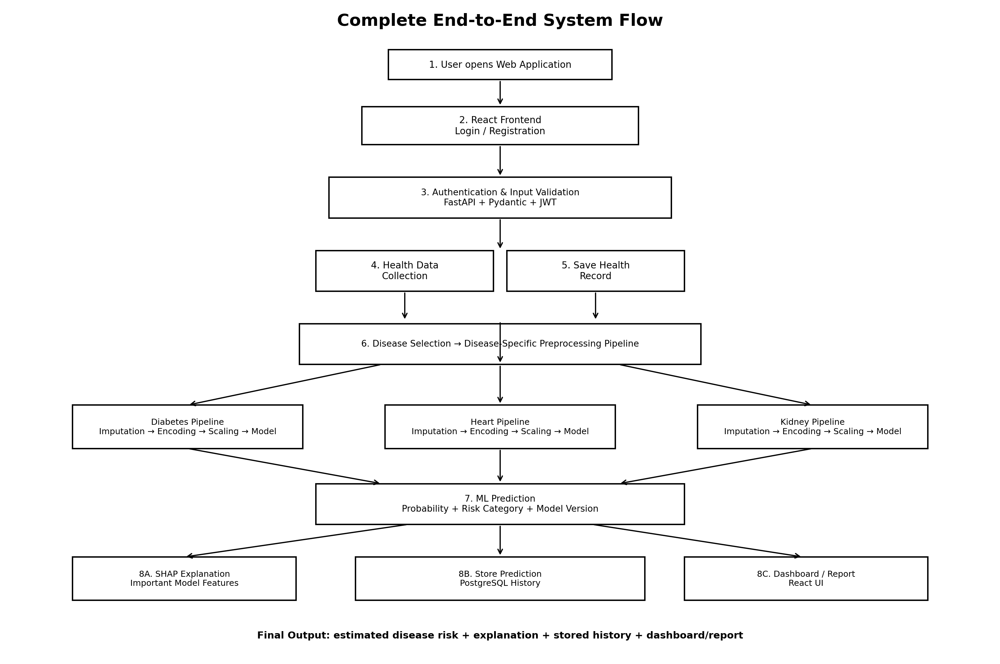 Complete End-to-End System Flow
1. User opens Web Application
2. React Frontend
Login / Registration
3. Authentication & Input Validation
FastAPI + Pydantic + JWT
4. Health Data
Collection
5. Save Health
Record
6. Disease Selection → Disease-Specific Preprocessing Pipeline
Diabetes Pipeline
Imputation → Encoding → Scaling → Model
Heart Pipeline
Imputation → Encoding → Scaling → Model
Kidney Pipeline
Imputation → Encoding → Scaling → Model
7. ML Prediction
Probability + Risk Category + Model Version
8A. SHAP Explanation
Important Model Features
8B. Store Prediction
PostgreSQL History
8C. Dashboard / Report
React UI
Final Output: estimated disease risk + explanation + stored history + dashboard/report